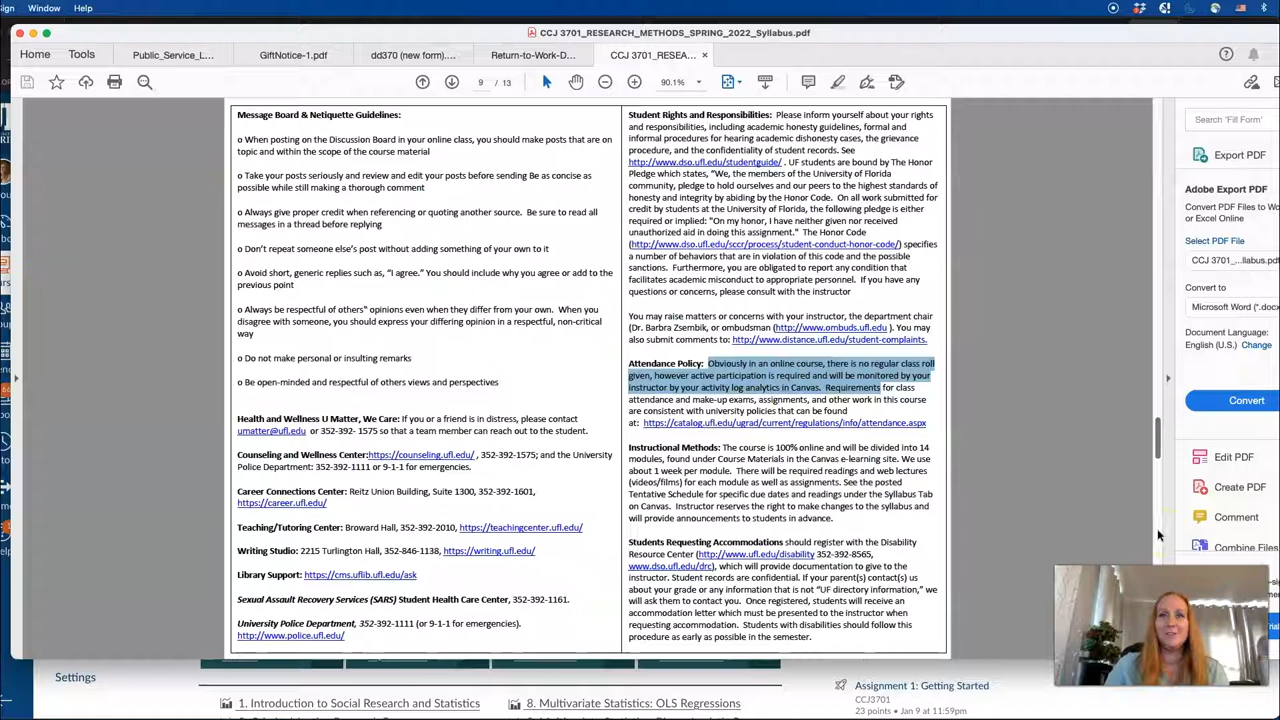 sign Window Help
CCJ 3701_RESEARCH_METHODS_SPRING_2022_Syllabus.pdf
Home Tools Public_Service_L... GiftNotice-1.pdf dd370 (new form).... Return-to-Work-D... CCJ 3701_RESEA... ×
9 / 13 90.1%
Message Board & Netiquette Guidelines:
o When posting on the Discussion Board in your online class, you should make posts that are on
topic and within the scope of the course material
o Take your posts seriously and review and edit your posts before sending Be as concise as
possible while still making a thorough comment
o Always give proper credit when referencing or quoting another source. Be sure to read all
messages in a thread before replying
o Don't repeat someone else's post without adding something of your own to it
o Avoid short, generic replies such as, "I agree." You should include why you agree or add to the
previous point
o Always be respectful of others" opinions even when they differ from your own. When you
disagree with someone, you should express your differing opinion in a respectful, non-critical
way
o Do not make personal or insulting remarks
o Be open-minded and respectful of others views and perspectives
Health and Wellness U Matter, We Care: If you or a friend is in distress, please contact
umatter@ufl.edu or 352-392- 1575 so that a team member can reach out to the student.
Counseling and Wellness Center:https://counseling.ufl.edu/ , 352-392-1575; and the University
Police Department: 352-392-1111 or 9-1-1 for emergencies.
Career Connections Center: Reitz Union Building, Suite 1300, 352-392-1601,
https://career.ufl.edu/
Teaching/Tutoring Center: Broward Hall, 352-392-2010, https://teachingcenter.ufl.edu/
Writing Studio: 2215 Turlington Hall, 352-846-1138, https://writing.ufl.edu/
Library Support: https://cms.uflib.ufl.edu/ask
Sexual Assault Recovery Services (SARS) Student Health Care Center, 352-392-1161.
University Police Department, 352-392-1111 (or 9-1-1 for emergencies).
http://www.police.ufl.edu/
Student Rights and Responsibilities: Please inform yourself about your rights
and responsibilities, including academic honesty guidelines, formal and
informal procedures for hearing academic dishonesty cases, the grievance
procedure, and the confidentiality of student records. See
http://www.dso.ufl.edu/studentguide/ . UF students are bound by The Honor
Pledge which states, "We, the members of the University of Florida
community, pledge to hold ourselves and our peers to the highest standards of
honesty and integrity by abiding by the Honor Code. On all work submitted for
credit by students at the University of Florida, the following pledge is either
required or implied: "On my honor, I have neither given nor received
unauthorized aid in doing this assignment." The Honor Code
(http://www.dso.ufl.edu/sccr/process/student-conduct-honor-code/) specifies
a number of behaviors that are in violation of this code and the possible
sanctions. Furthermore, you are obligated to report any condition that
facilitates academic misconduct to appropriate personnel. If you have any
questions or concerns, please consult with the instructor
You may raise matters or concerns with your instructor, the department chair
(Dr. Barbra Zsembik, or ombudsman (http://www.ombuds.ufl.edu ). You may
also submit comments to: http://www.distance.ufl.edu/student-complaints.
Attendance Policy: Obviously in an online course, there is no regular class roll
given, however active participation is required and will be monitored by your
instructor by your activity log analytics in Canvas. Requirements for class
attendance and make-up exams, assignments, and other work in this course
are consistent with university policies that can be found
at: https://catalog.ufl.edu/ugrad/current/regulations/info/attendance.aspx
Instructional Methods: The course is 100% online and will be divided into 14
modules, found under Course Materials in the Canvas e-learning site. We use
about 1 week per module. There will be required readings and web lectures
(videos/films) for each module as well as assignments. See the posted
Tentative Schedule for specific due dates and readings under the Syllabus Tab
on Canvas. Instructor reserves the right to make changes to the syllabus and
will provide announcements to students in advance.
Students Requesting Accommodations should register with the Disability
Resource Center (http://www.ufl.edu/disability 352-392-8565,
www.dso.ufl.edu/drc), which will provide documentation to give to the
instructor. Student records are confidential. If your parent(s) contact(s) us
about your grade or any information that is not "UF directory information," we
will ask them to contact you. Once registered, students will receive an
accommodation letter which must be presented to the instructor when
requesting accommodation. Students with disabilities should follow this
procedure as early as possible in the semester.
Search 'Fill Form'
Export PDF
Adobe Export PDF
Convert PDF Files to Wo
or Excel Online
Select PDF File
CCJ 3701_...llabus.pdf
Convert to
Microsoft Word (*.docx
Document Language:
English (U.S.) Change
Convert
Edit PDF
Create PDF
Comment
Combine Files
Settings
1. Introduction to Social Research and Statistics
8. Multivariate Statistics: OLS Regressions
Assignment 1: Getting Started
CCJ3701
23 points • Jan 9 at 11:59pm